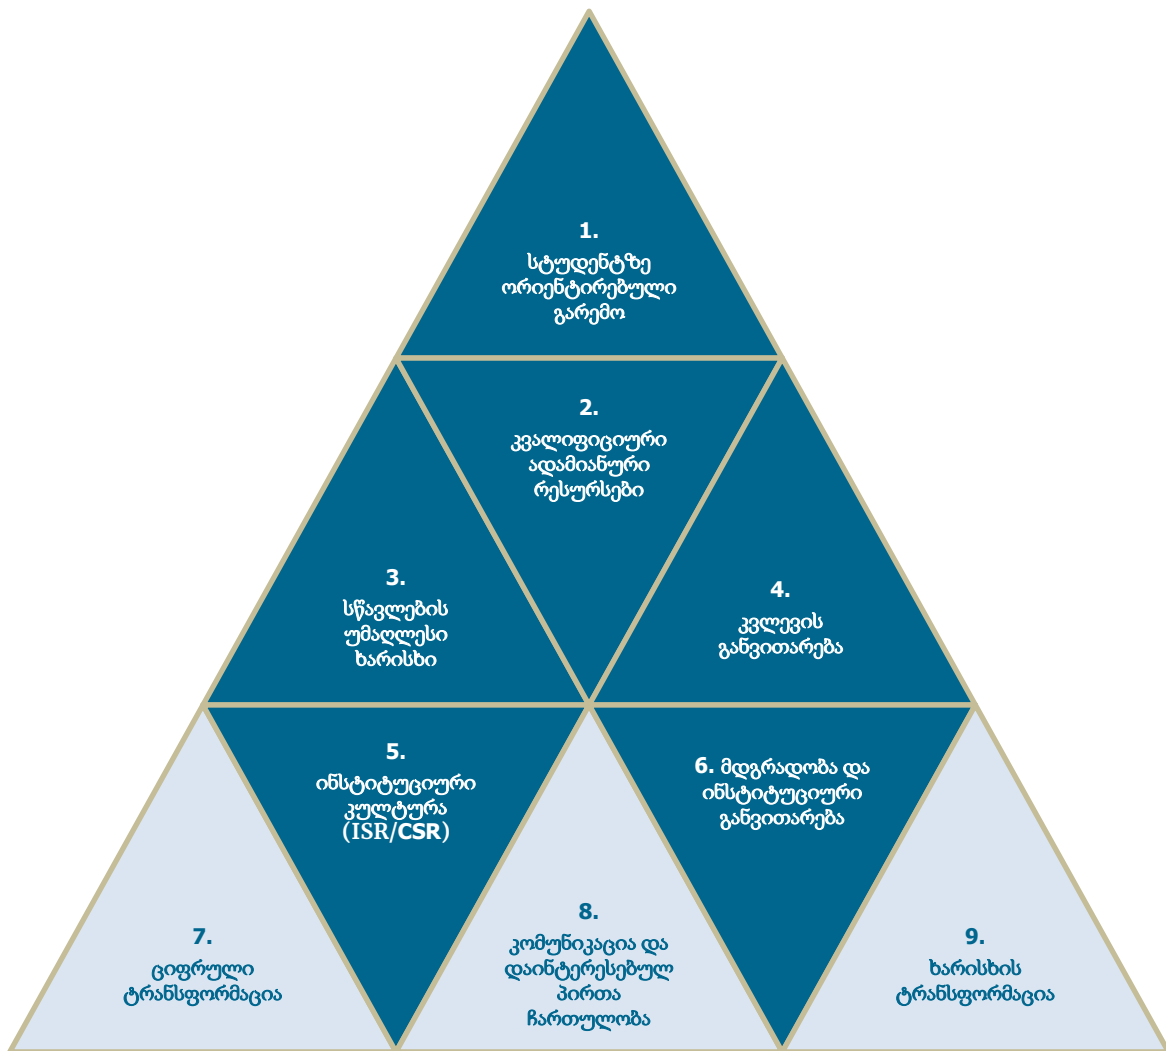 1.
სტუდენტზე
ორიენტირებული
გარემო
2.
კვალიფიციური
ადამიანური
რესურსები
3.
სწავლების
უმაღლესი
ხარისხი
4.
კვლევის
განვითარება
5.
ინსტიტუციური
კულტურა
(ISR/CSR)
6. მდგრადობა და
ინსტიტუციური
განვითარება
7.
ციფრული
ტრანსფორმაცია
8.
კომუნიკაცია და
დაინტერესებულ
პირთა
ჩართულობა
9.
ხარისხის
ტრანსფორმაცია